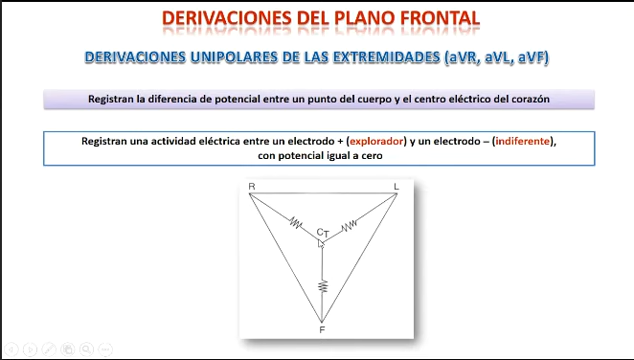 DERIVACIONES DEL PLANO FRONTAL
DERIVACIONES UNIPOLARES DE LAS EXTREMIDADES (aVR, aVL, aVF)
Registran la diferencia de potencial entre un punto del cuerpo y el centro eléctrico del corazón
Registran una actividad eléctrica entre un electrodo + (explorador) y un electrodo – (indiferente),
con potencial igual a cero
R L
CT
F